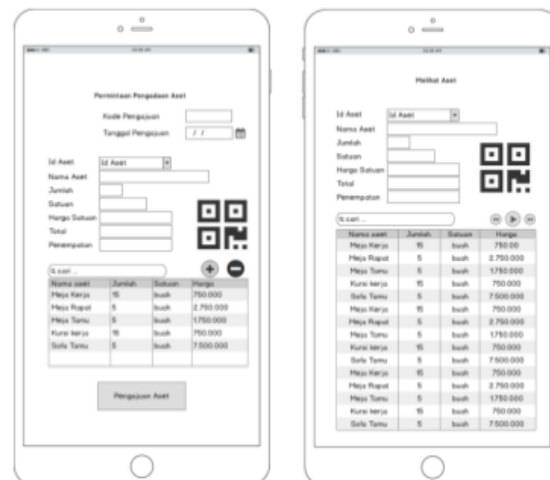 Permintaan Pengadaan Aset
Kode Pengajuan
Tanggal Pengajuan / /
Id Aset Id Aset
Nama Aset
Jumlah
Satuan
Harga Satuan
Total
Penempatan
cari ...
Nama aset Jumlah Satuan Harga
Meja Kerja 15 buah 750.000
Meja Rapat 5 buah 2.750.000
Meja Tamu 5 buah 1.750.000
Kursi kerja 15 buah 750.000
Sofa Tamu 5 buah 7.500.000
Pengajuan Aset
Melihat Aset
Id Aset Id Aset
Nama Aset
Jumlah
Satuan
Harga Satuan
Total
Penempatan
cari ...
Nama aset Jumlah Satuan Harga
Meja Kerja 15 buah 750.00
Meja Rapat 5 buah 2.750.000
Meja Tamu 5 buah 1.750.000
Kursi kerja 15 buah 750.000
Sofa Tamu 5 buah 7.500.000
Meja Kerja 15 buah 750.000
Meja Rapat 5 buah 2.750.000
Meja Tamu 5 buah 1.750.000
Kursi kerja 15 buah 750.000
Sofa Tamu 5 buah 7.500.000
Meja Kerja 15 buah 750.000
Meja Rapat 5 buah 2.750.000
Meja Tamu 5 buah 1.750.000
Kursi kerja 15 buah 750.000
Sofa Tamu 5 buah 7.500.000